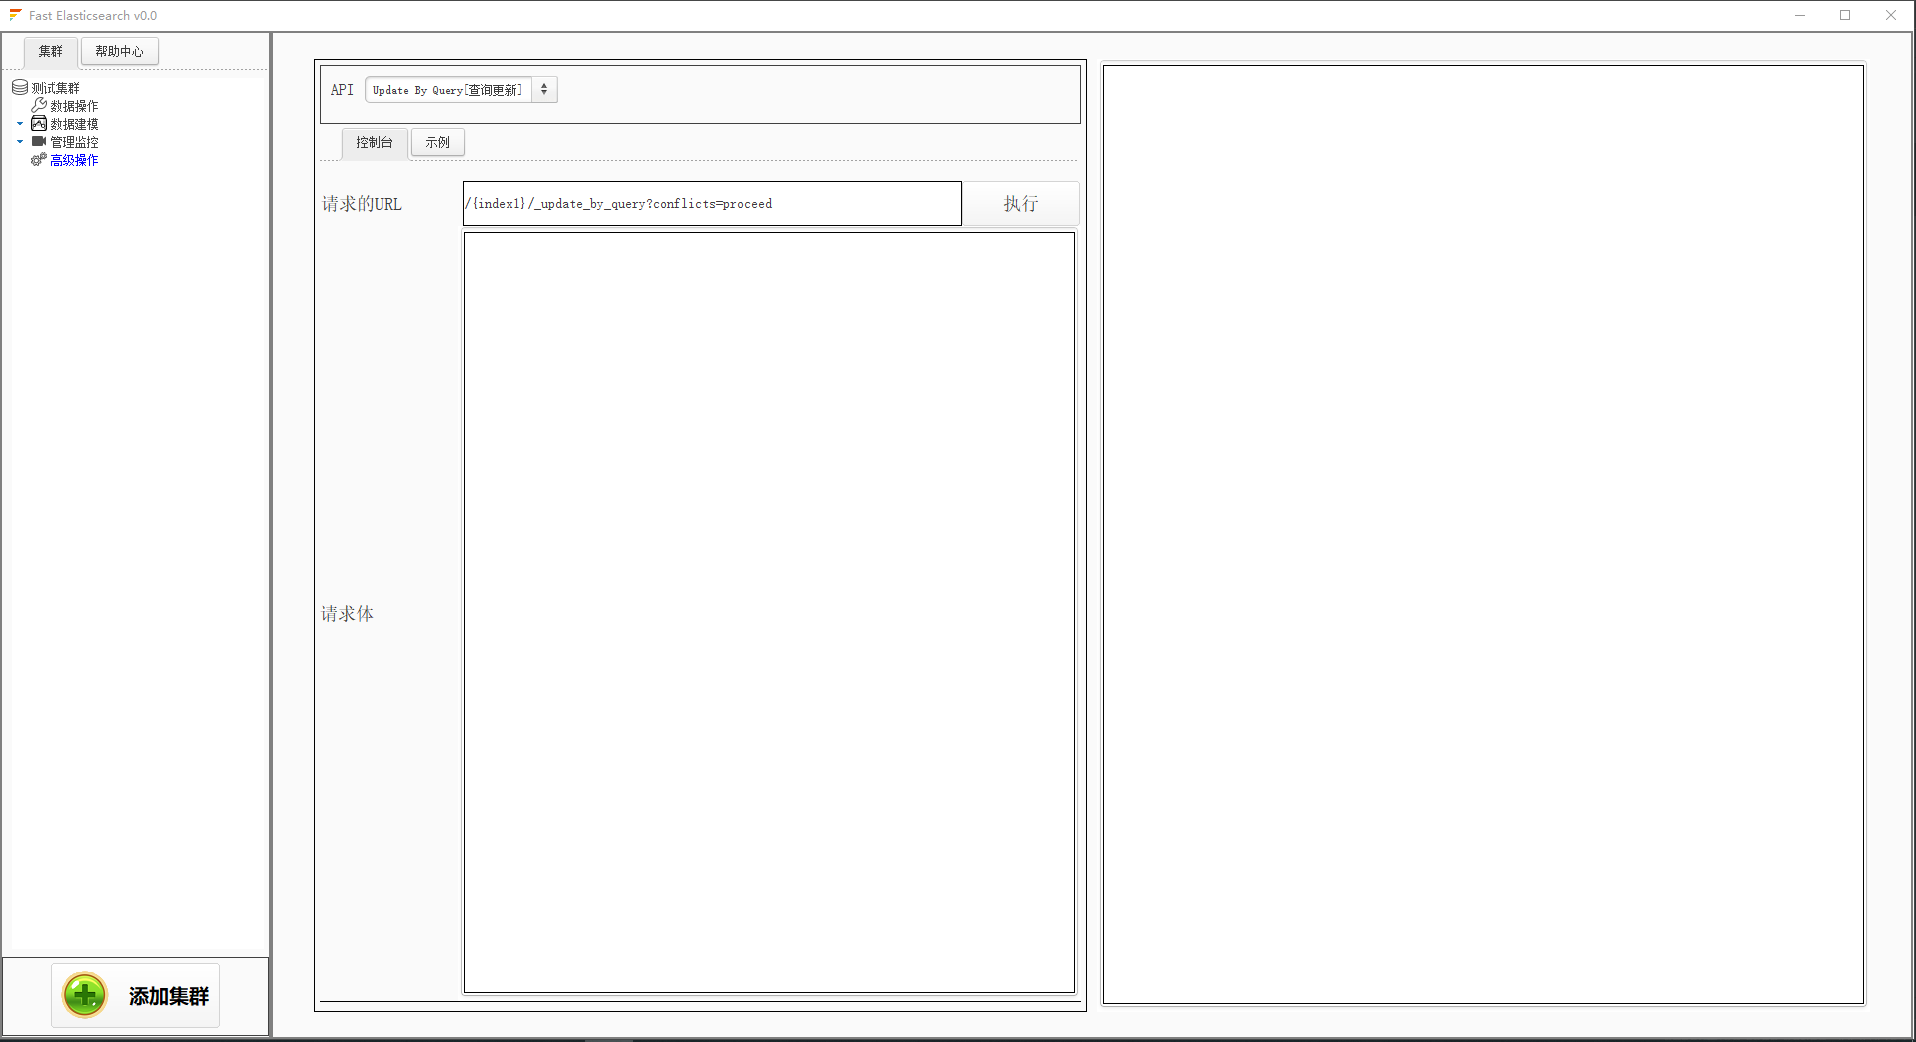 Fast Elasticsearch v0.0
集群 帮助中心
测试集群
数据操作
数据建模
管理监控
高级操作
添加集群
API Update By Query[查询更新]
控制台 示例
请求的URL /{index1}/_update_by_query?conflicts=proceed 执行
请求体